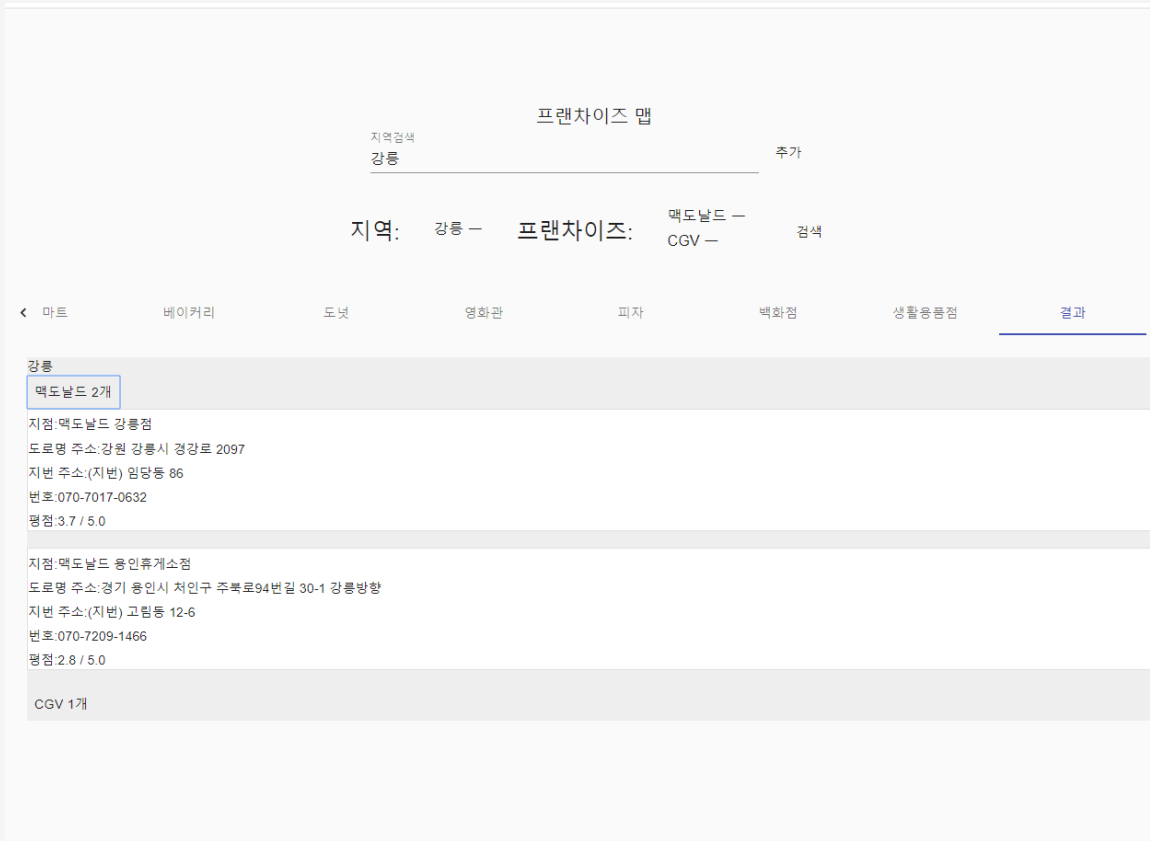 프랜차이즈 맵
지역검색
강릉
추가
지역: 강릉 — 프랜차이즈: 맥도날드 — CGV — 검색
마트 베이커리 도넛 영화관 피자 백화점 생활용품점 결과
강릉
맥도날드 2개
지점:맥도날드 강릉점
도로명 주소:강원 강릉시 경강로 2097
지번 주소:(지번) 임당동 86
번호:070-7017-0632
평점:3.7 / 5.0
지점:맥도날드 용인휴게소점
도로명 주소:경기 용인시 처인구 주북로94번길 30-1 강릉방향
지번 주소:(지번) 고림동 12-6
번호:070-7209-1466
평점:2.8 / 5.0
CGV 1개